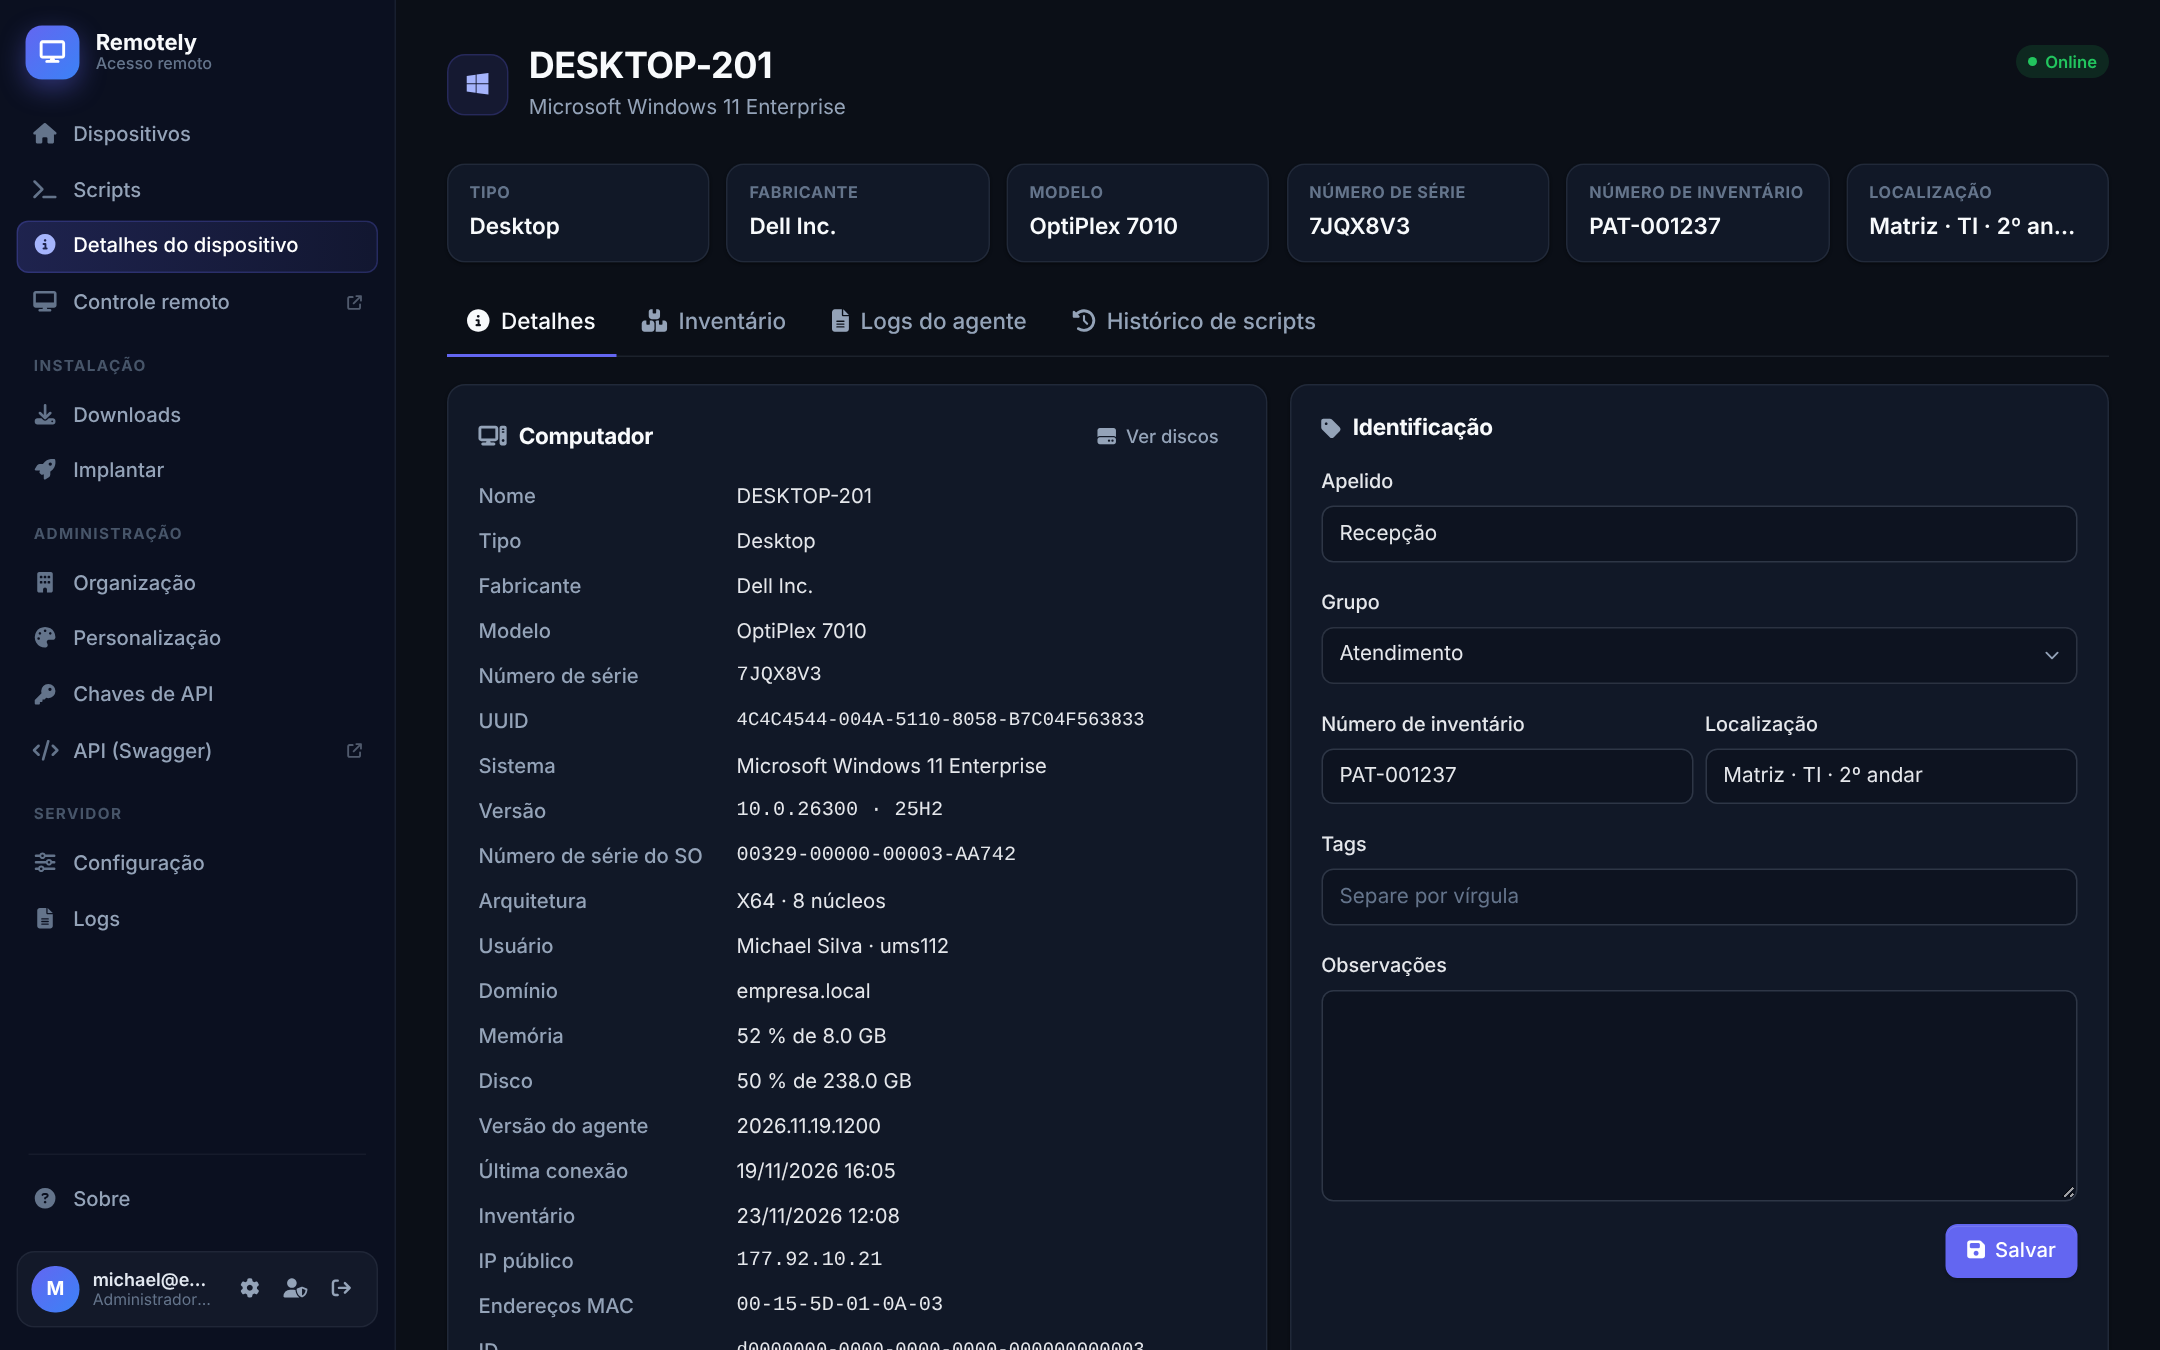 Remotely
Acesso remoto
Dispositivos
Scripts
Detalhes do dispositivo
Controle remoto
INSTALAÇÃO
Downloads
Implantar
ADMINISTRAÇÃO
Organização
Personalização
Chaves de API
API (Swagger)
SERVIDOR
Configuração
Logs
Sobre
M
michael@e...
Administrador...
DESKTOP-201
Microsoft Windows 11 Enterprise
Online
TIPO
Desktop
FABRICANTE
Dell Inc.
MODELO
OptiPlex 7010
NÚMERO DE SÉRIE
7JQX8V3
NÚMERO DE INVENTÁRIO
PAT-001237
LOCALIZAÇÃO
Matriz · TI · 2º an...
Detalhes
Inventário
Logs do agente
Histórico de scripts
Computador
Ver discos
Nome DESKTOP-201
Tipo Desktop
Fabricante Dell Inc.
Modelo OptiPlex 7010
Número de série 7JQX8V3
UUID 4C4C4544-004A-5110-8058-B7C04F563833
Sistema Microsoft Windows 11 Enterprise
Versão 10.0.26300 · 25H2
Número de série do SO 00329-00000-00003-AA742
Arquitetura X64 · 8 núcleos
Usuário Michael Silva · ums112
Domínio empresa.local
Memória 52 % de 8.0 GB
Disco 50 % de 238.0 GB
Versão do agente 2026.11.19.1200
Última conexão 19/11/2026 16:05
Inventário 23/11/2026 12:08
IP público 177.92.10.21
Endereços MAC 00-15-5D-01-0A-03
ID d0000000-0000-0000-0000-000000000003
Identificação
Apelido
Recepção
Grupo
Atendimento
Número de inventário
PAT-001237
Localização
Matriz · TI · 2º andar
Tags
Separe por vírgula
Observações
Salvar